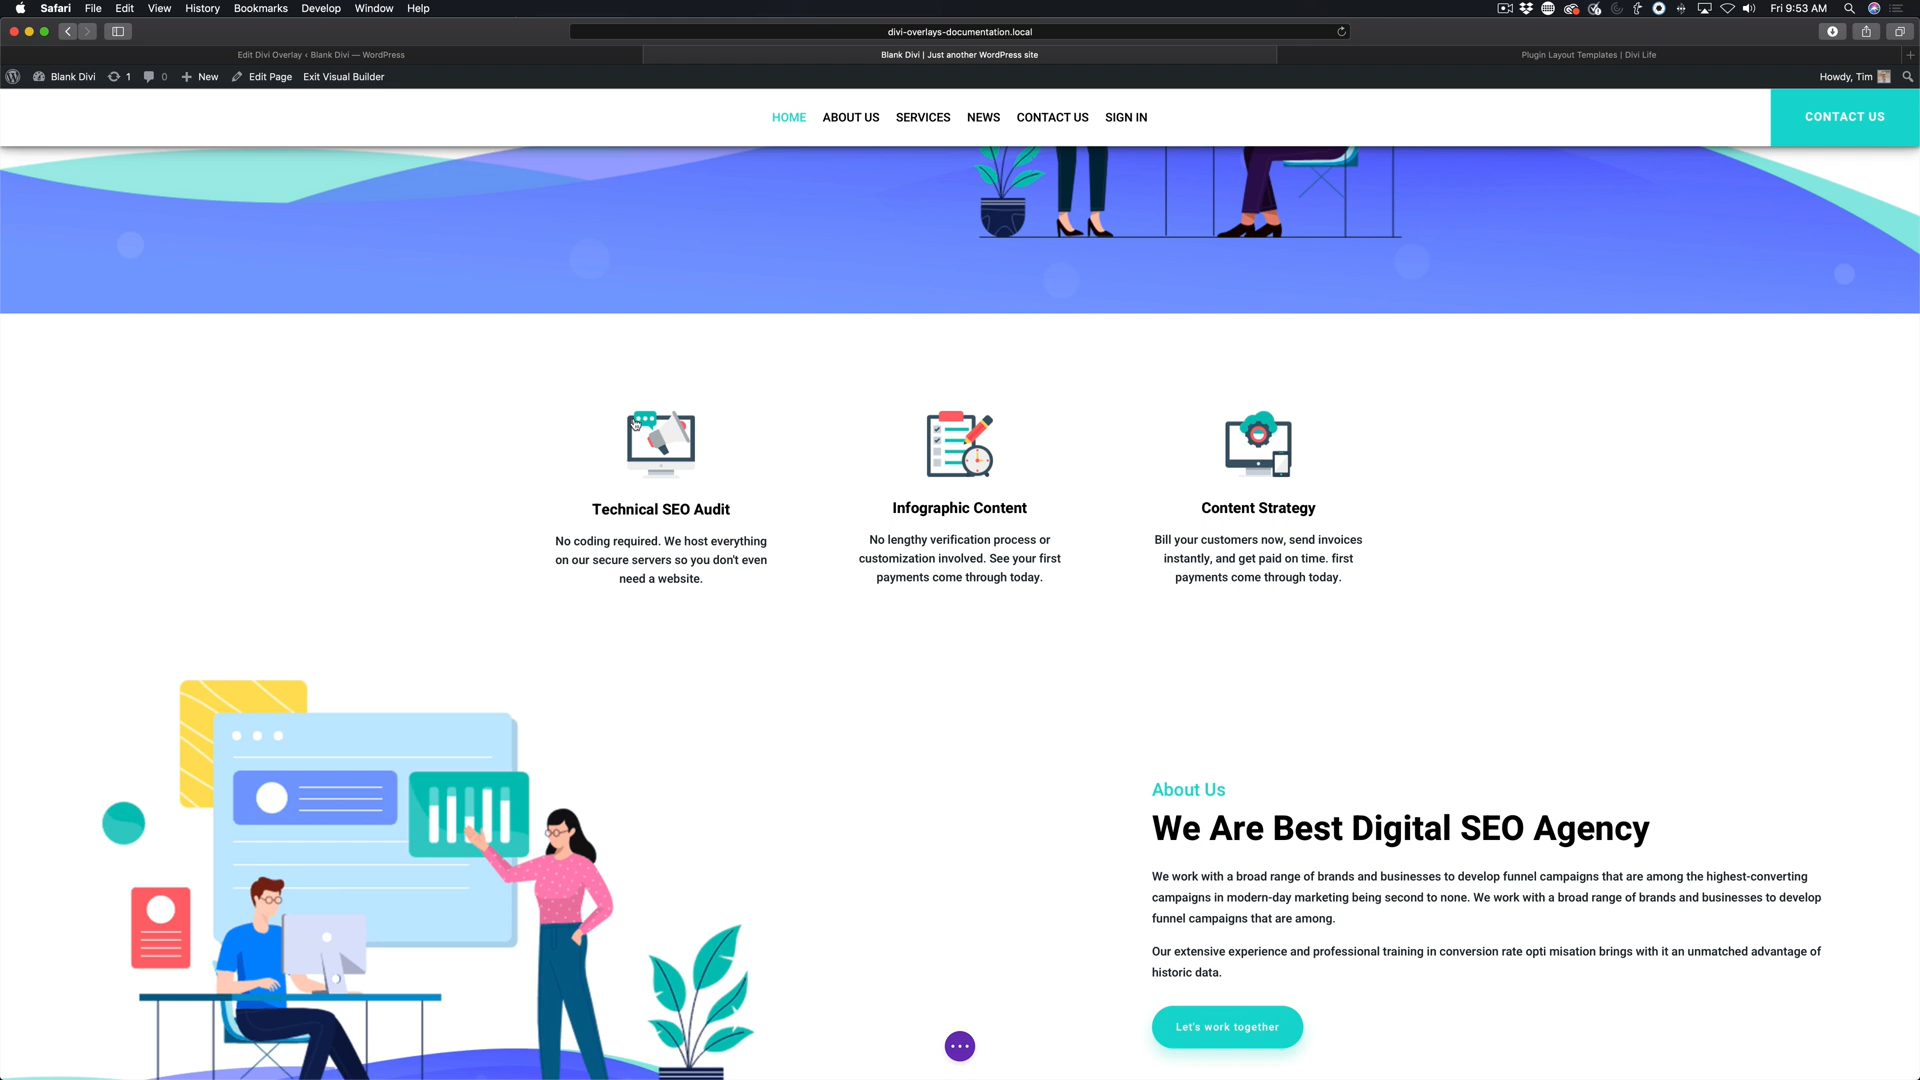 Safari File Edit View History Bookmarks Develop Window Help Fri 9:53 AM
divi-overlays-documentation.local
Edit Divi Overlay ‹ Blank Divi — WordPress Blank Divi | Just another WordPress site Plugin Layout Templates | Divi Life
Blank Divi 1 0 New Edit Page Exit Visual Builder Howdy, Tim
HOME ABOUT US SERVICES NEWS CONTACT US SIGN IN CONTACT US
Technical SEO Audit
No coding required. We host everything
on our secure servers so you don't even
need a website.
Infographic Content
No lengthy verification process or
customization involved. See your first
payments come through today.
Content Strategy
Bill your customers now, send invoices
instantly, and get paid on time. first
payments come through today.
About Us
We Are Best Digital SEO Agency
We work with a broad range of brands and businesses to develop funnel campaigns that are among the highest-converting
campaigns in modern-day marketing being second to none. We work with a broad range of brands and businesses to develop
funnel campaigns that are among.
Our extensive experience and professional training in conversion rate opti misation brings with it an unmatched advantage of
historic data.
Let's work together